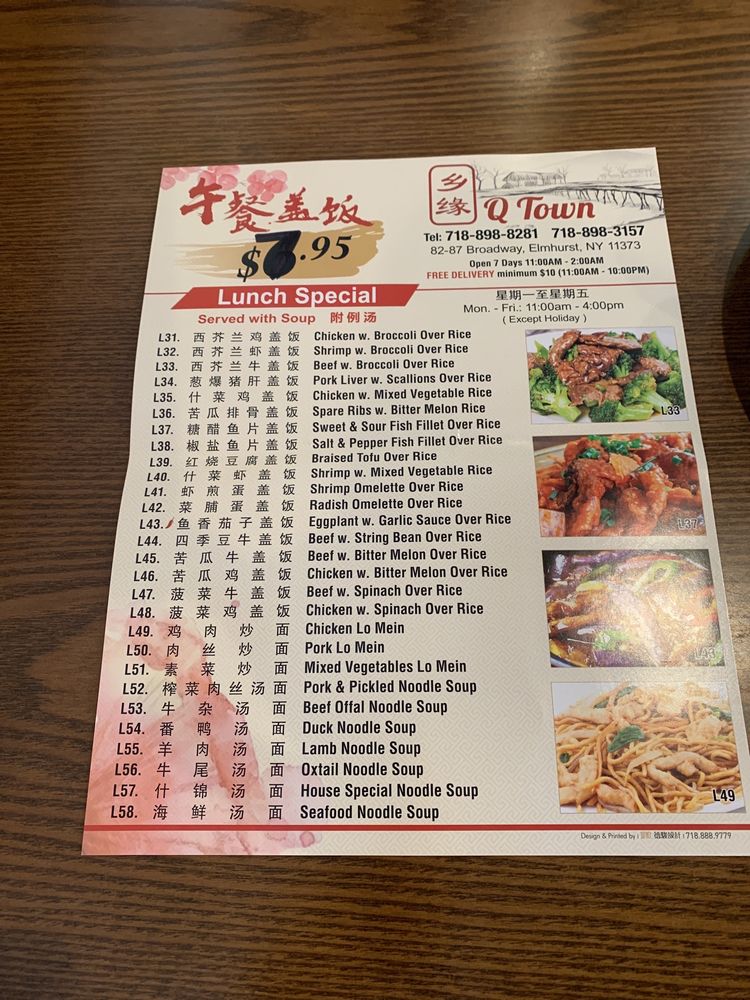 午餐盖饭
$7.95
Lunch Special
Served with Soup 附例汤
乡缘
Q Town
Tel: 718-898-8281 718-898-3157
82-87 Broadway, Elmhurst, NY 11373
Open 7 Days 11:00AM - 2:00AM
FREE DELIVERY minimum $10 (11:00AM - 10:00PM)
星期一至星期五
Mon. - Fri.: 11:00am - 4:00pm
( Except Holiday )
L31. 西芥兰鸡盖饭 Chicken w. Broccoli Over Rice
L32. 西芥兰虾盖饭 Shrimp w. Broccoli Over Rice
L33. 西芥兰牛盖饭 Beef w. Broccoli Over Rice
L34. 葱爆猪肝盖饭 Pork Liver w. Scallions Over Rice
L35. 什菜鸡盖饭 Chicken w. Mixed Vegetable Rice
L36. 苦瓜排骨盖饭 Spare Ribs w. Bitter Melon Rice
L37. 糖醋鱼片盖饭 Sweet & Sour Fish Fillet Over Rice
L38. 椒盐鱼片盖饭 Salt & Pepper Fish Fillet Over Rice
L39. 红烧豆腐盖饭 Braised Tofu Over Rice
L40. 什菜虾盖饭 Shrimp w. Mixed Vegetable Rice
L41. 虾煎蛋盖饭 Shrimp Omelette Over Rice
L42. 菜脯蛋盖饭 Radish Omelette Over Rice
L43. 鱼香茄子盖饭 Eggplant w. Garlic Sauce Over Rice
L44. 四季豆牛盖饭 Beef w. String Bean Over Rice
L45. 苦瓜牛盖饭 Beef w. Bitter Melon Over Rice
L46. 苦瓜鸡盖饭 Chicken w. Bitter Melon Over Rice
L47. 菠菜牛盖饭 Beef w. Spinach Over Rice
L48. 菠菜鸡盖饭 Chicken w. Spinach Over Rice
L49. 鸡肉炒面 Chicken Lo Mein
L50. 肉丝炒面 Pork Lo Mein
L51. 素菜炒面 Mixed Vegetables Lo Mein
L52. 榨菜肉丝汤面 Pork & Pickled Noodle Soup
L53. 牛杂汤面 Beef Offal Noodle Soup
L54. 番鸭汤面 Duck Noodle Soup
L55. 羊肉汤面 Lamb Noodle Soup
L56. 牛尾汤面 Oxtail Noodle Soup
L57. 什锦汤面 House Special Noodle Soup
L58. 海鲜汤面 Seafood Noodle Soup
L33
L37
L43
L49
Design & Printed by 718.888.9779